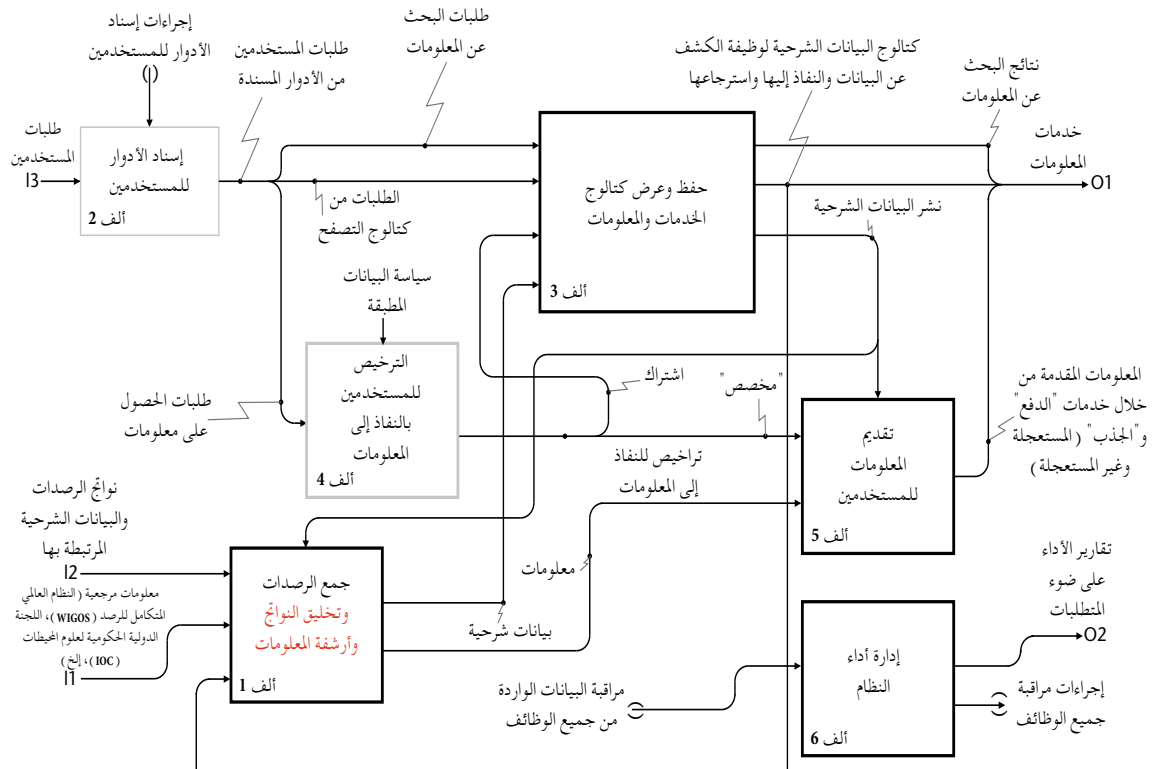 إجراءات إسناد
الأدوار للمستخدمين
طلبات المستخدمين
من الأدوار المسندة
طلبات البحث
عن المعلومات
كتالوج البيانات الشرحية لوظيفة الكشف
عن البيانات والنفاذ إليها واسترجاعها
نتائج البحث
عن المعلومات
خدمات
المعلومات
O1
طلبات
المستخدمين
I3
إسناد الأدوار
للمستخدمين
ألف 2
الطلبات من
كتالوج التصفح
حفظ وعرض كتالوج
الخدمات والمعلومات
ألف 3
نشر البيانات الشرحية
سياسة البيانات
المطبقة
الترخيص
للمستخدمين
بالنفاذ إلى
المعلومات
ألف 4
طلبات الحصول
على معلومات
اشتراك
"مخصص"
تراخيص للنفاذ
إلى المعلومات
تقديم
المعلومات
للمستخدمين
ألف 5
المعلومات المقدمة من
خلال خدمات "الدفع"
و"الجذب" (المستعجلة
وغير المستعجلة)
نواتج الرصدات
والبيانات الشرحية
المرتبطة بها
I2
معلومات مرجعية (النظام العالمي
المتكامل للرصد (WIGOS)، اللجنة
الدولية الحكومية لعلوم المحيطات
(IOC)، إلخ)
I1
جمع الرصدات
وتخليق النواتج
وأرشفة المعلومات
ألف 1
معلومات
بيانات شرحية
مراقبة البيانات الواردة
من جميع الوظائف
إدارة أداء
النظام
ألف 6
تقارير الأداء
على ضوء
المتطلبات
O2
إجراءات مراقبة
جميع الوظائف